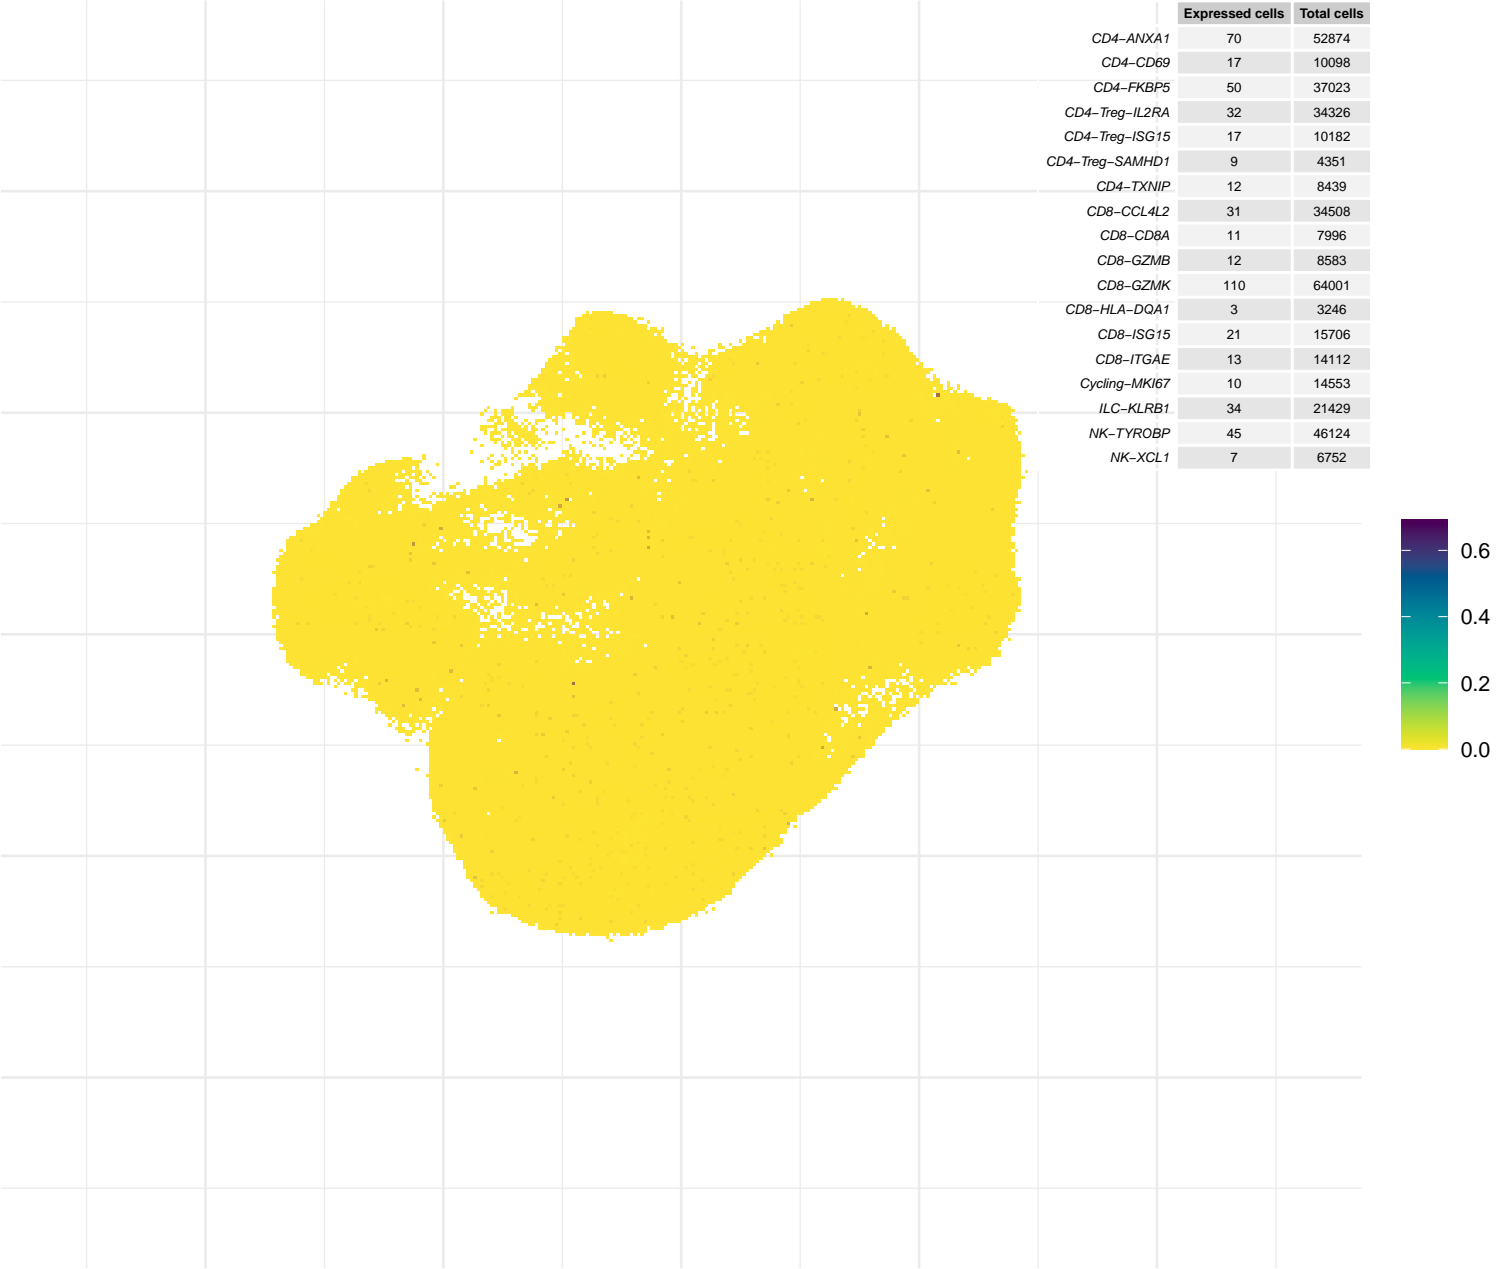 Expressed cells Total cells
CD4−ANXA1 70 52874
CD4−CD69 17 10098
CD4−FKBP5 50 37023
CD4−Treg−IL2RA 32 34326
CD4−Treg−ISG15 17 10182
CD4−Treg−SAMHD1 9 4351
CD4−TXNIP 12 8439
CD8−CCL4L2 31 34508
CD8−CD8A 11 7996
CD8−GZMB 12 8583
CD8−GZMK 110 64001
CD8−HLA−DQA1 3 3246
CD8−ISG15 21 15706
CD8−ITGAE 13 14112
Cycling−MKI67 10 14553
ILC−KLRB1 34 21429
NK−TYROBP 45 46124
NK−XCL1 7 6752
0.6
0.4
0.2
0.0